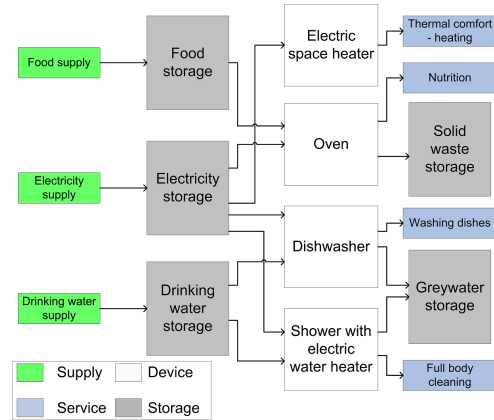 Food supply
Food
storage
Electric
space heater
Thermal comfort
- heating
Nutrition
Oven
Solid
waste
storage
Electricity
supply
Electricity
storage
Dishwasher
Washing dishes
Drinking water
supply
Drinking
water
storage
Greywater
storage
Shower with
electric
water heater
Full body
cleaning
Supply
Device
Service
Storage